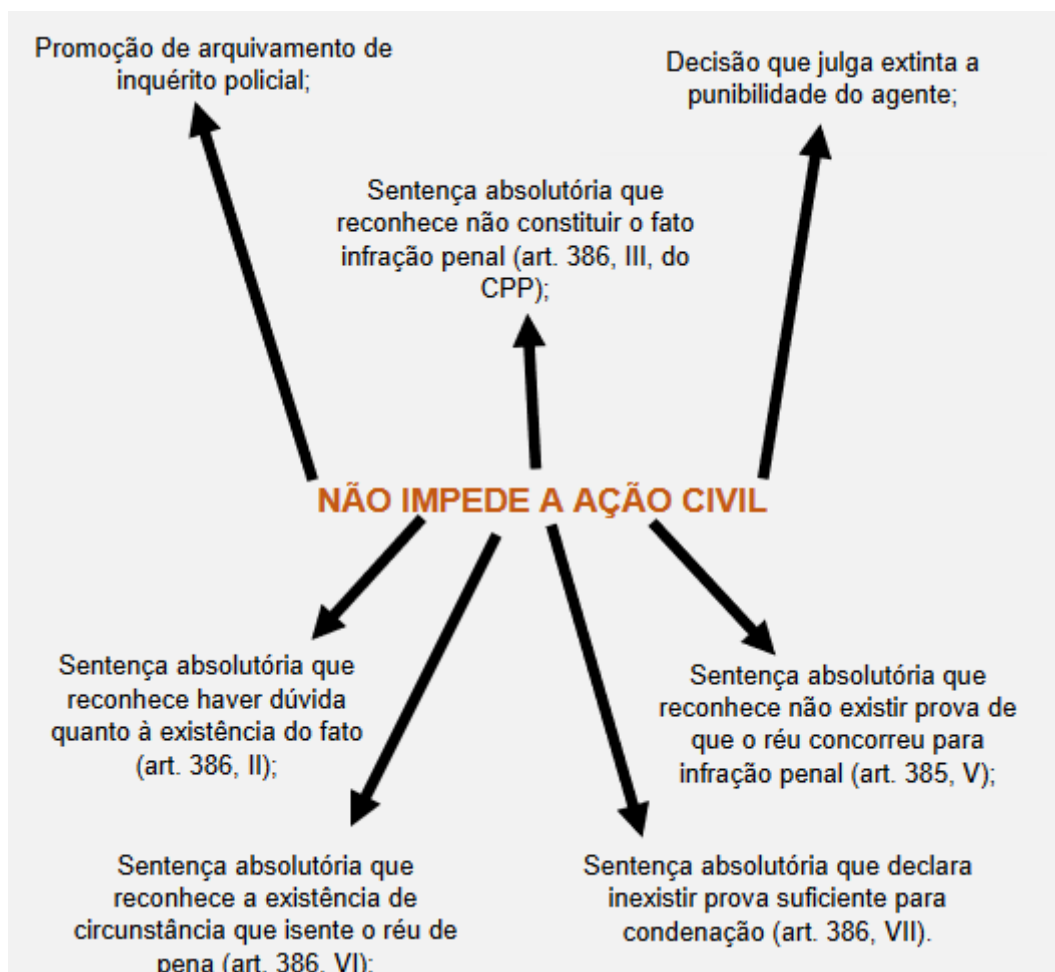 Promoção de arquivamento de
inquérito policial;
Decisão que julga extinta a
punibilidade do agente;
Sentença absolutória que
reconhece não constituir o fato
infração penal (art. 386, III, do
CPP);
NÃO IMPEDE A AÇÃO CIVIL
Sentença absolutória que
reconhece haver dúvida
quanto à existência do fato
(art. 386, II);
Sentença absolutória que
reconhece não existir prova de
que o réu concorreu para
infração penal (art. 385, V);
Sentença absolutória que
reconhece a existência de
circunstância que isente o réu de
pena (art. 386, VI);
Sentença absolutória que declara
inexistir prova suficiente para
condenação (art. 386, VII).